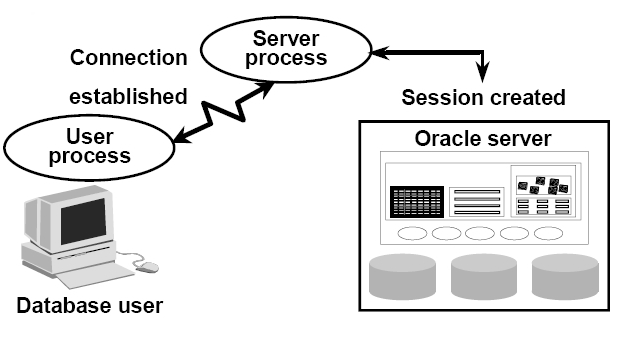 Server
process
Connection
established
Session created
User
process
Oracle server
Database user